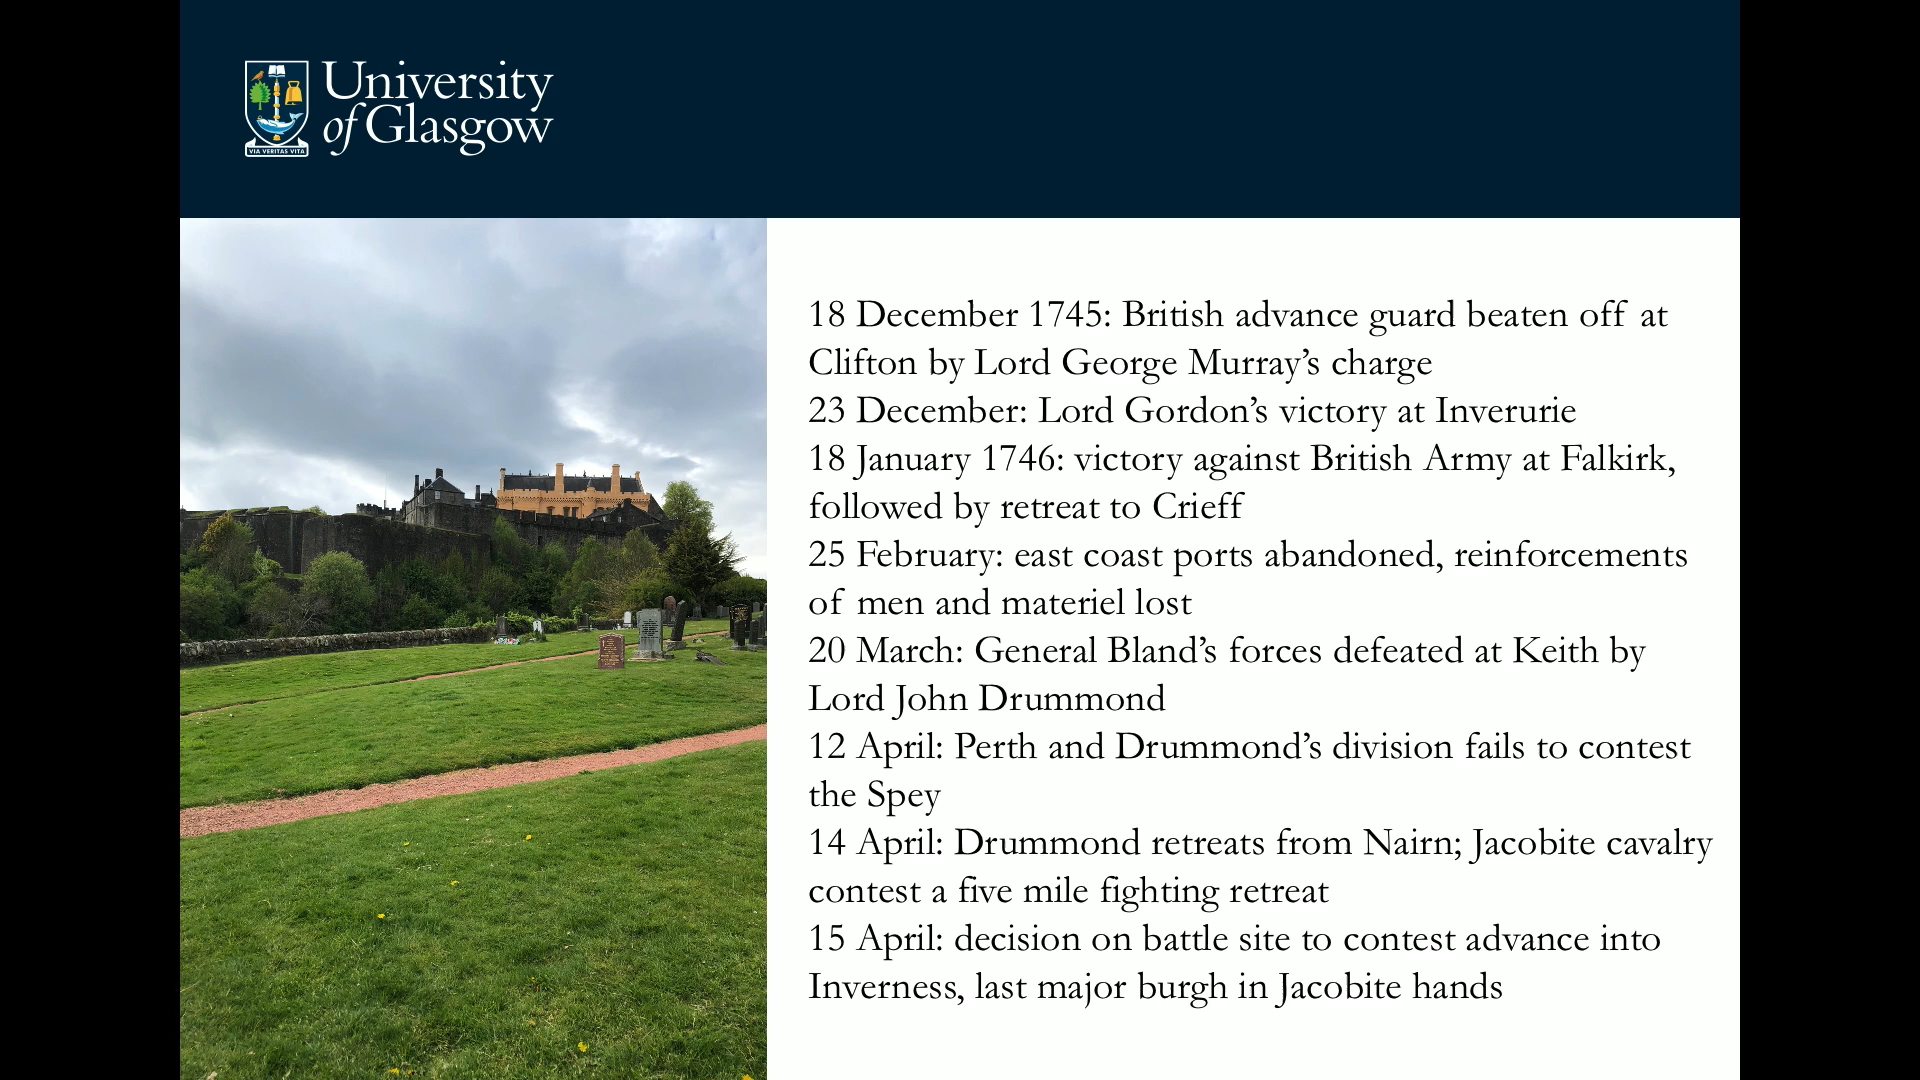 University
of Glasgow
VIA VERITAS VITA
18 December 1745: British advance guard beaten off at
Clifton by Lord George Murray’s charge
23 December: Lord Gordon’s victory at Inverurie
18 January 1746: victory against British Army at Falkirk,
followed by retreat to Crieff
25 February: east coast ports abandoned, reinforcements
of men and materiel lost
20 March: General Bland’s forces defeated at Keith by
Lord John Drummond
12 April: Perth and Drummond’s division fails to contest
the Spey
14 April: Drummond retreats from Nairn; Jacobite cavalry
contest a five mile fighting retreat
15 April: decision on battle site to contest advance into
Inverness, last major burgh in Jacobite hands